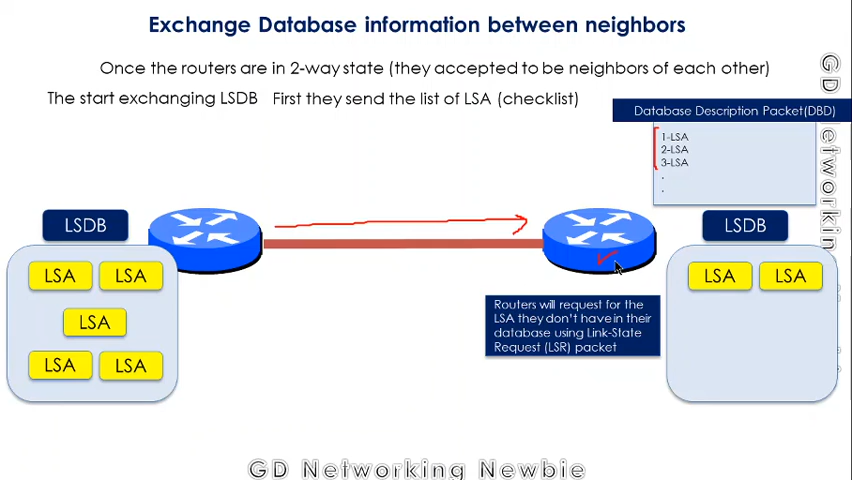 Exchange Database information between neighbors
Once the routers are in 2-way state (they accepted to be neighbors of each other)
The start exchanging LSDB First they send the list of LSA (checklist)
Database Description Packet(DBD)
1-LSA
2-LSA
3-LSA
.
.
LSDB
LSA LSA
LSA
LSA LSA
LSDB
LSA LSA
Routers will request for the
LSA they don't have in their
database using Link-State
Request (LSR) packet
GD Networkin
GD Networking Newbie